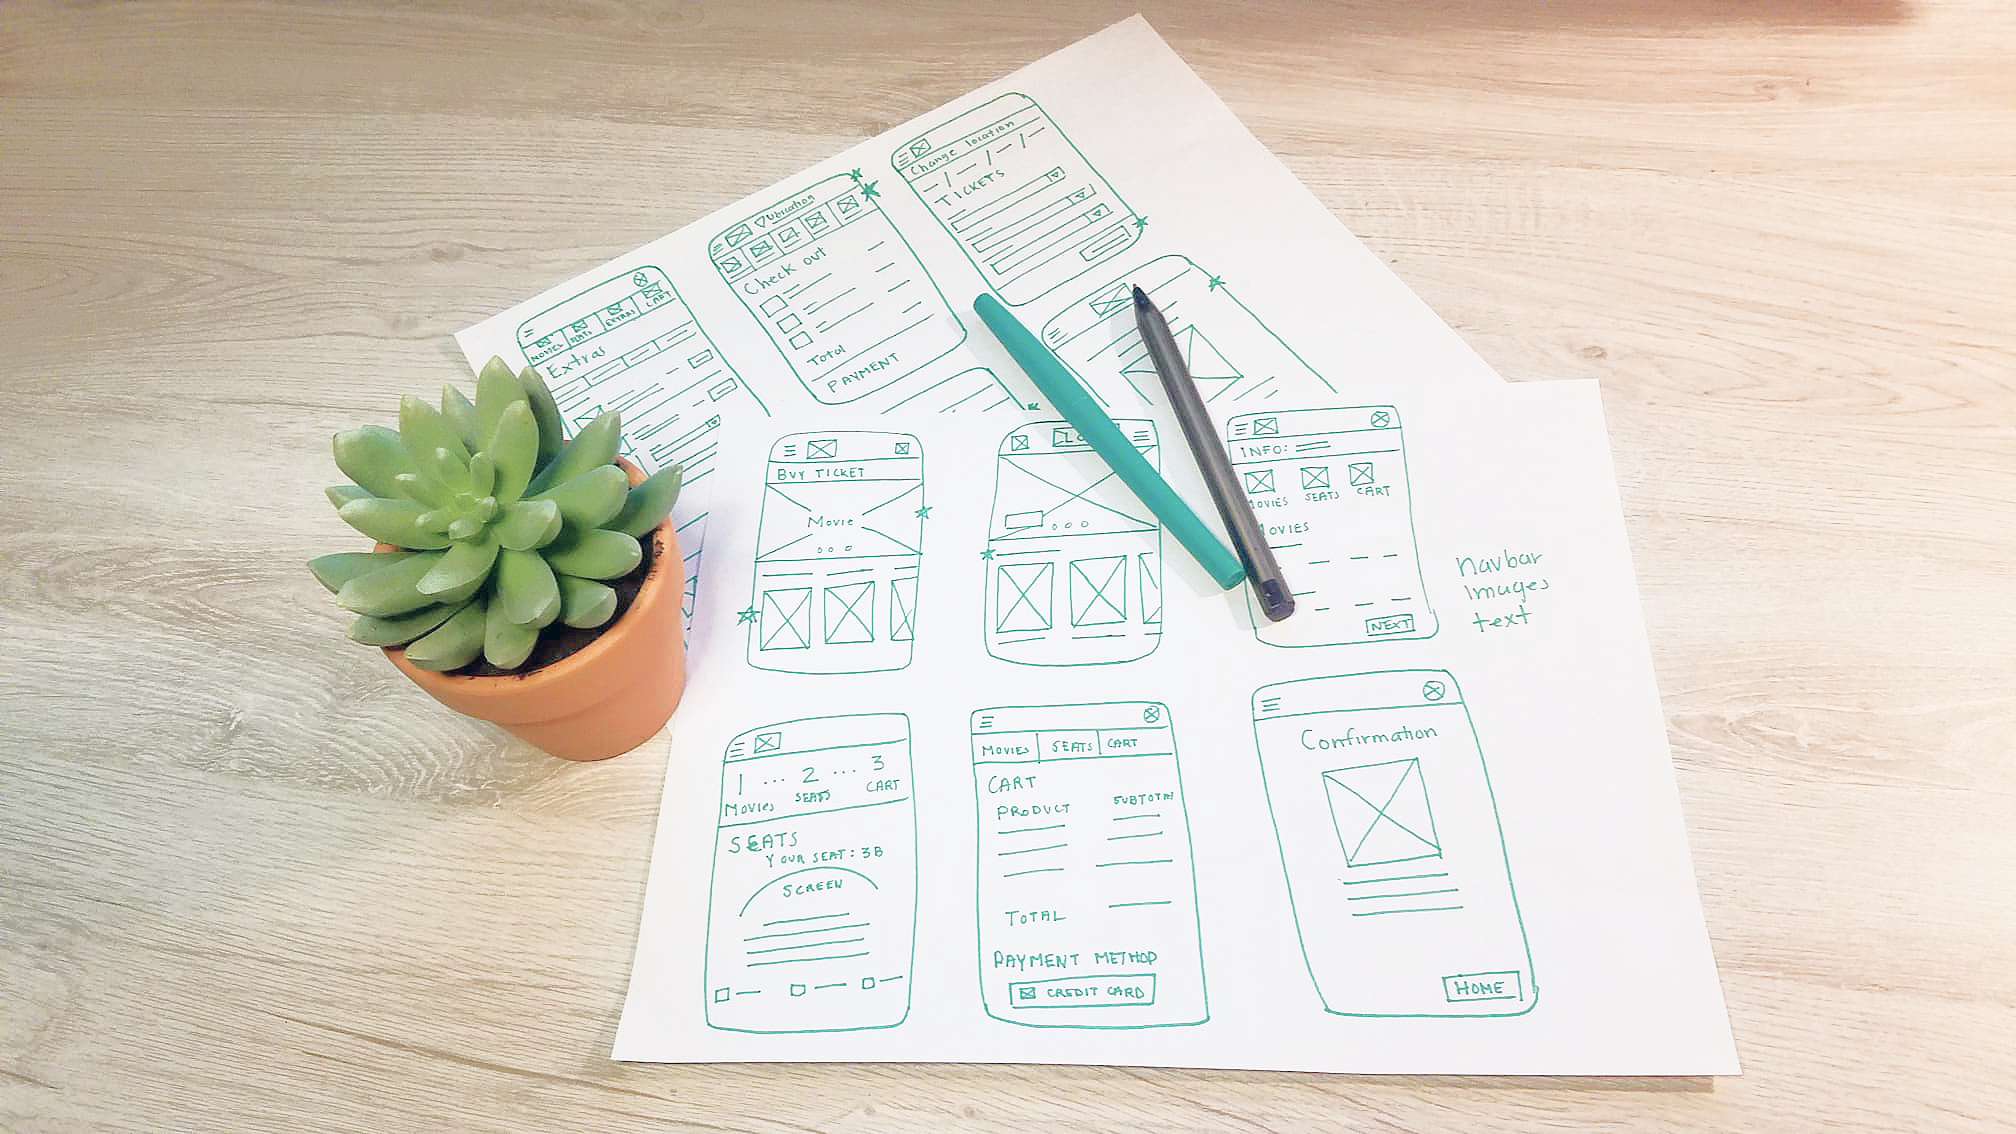 Change location
TICKETS
Ubication
Check out
Total
PAYMENT
MOVIES
SEATS
EXTRAS
CART
Extras
BUY TICKET
Movie
INFO:
MOVIES
SEATS
CART
MOVIES
NEXT
navbar
Images
text
1 ... 2 ... 3
Movies SEATS CART
SEATS
YOUR SEAT: 3B
SCREEN
MOVIES SEATS CART
CART
PRODUCT SUBTOTAl
TOTAL
PAYMENT METHOD
CREDIT CARD
Confirmation
HOME